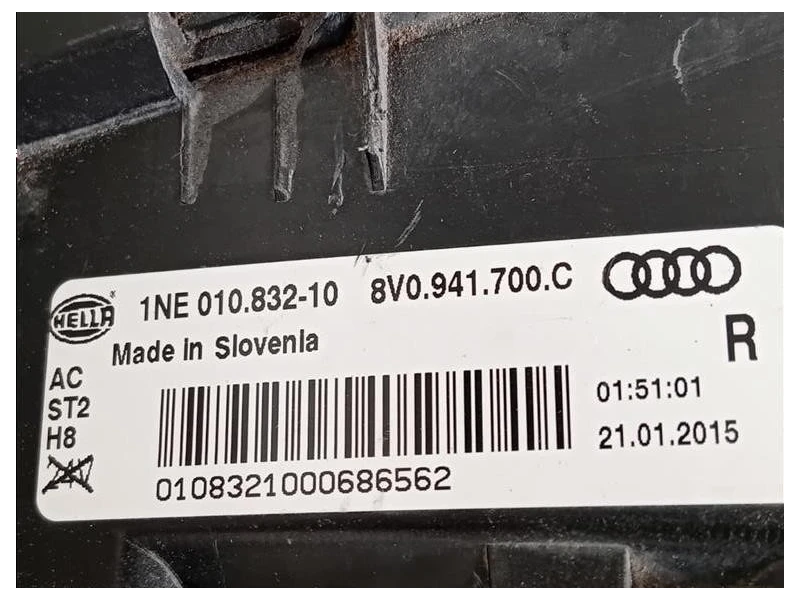 HELLA 1NE 010.832-10 8V0.941.700.C
Made in Slovenia
R
AC
ST2
H8
01:51:01
21.01.2015
0108321000686562